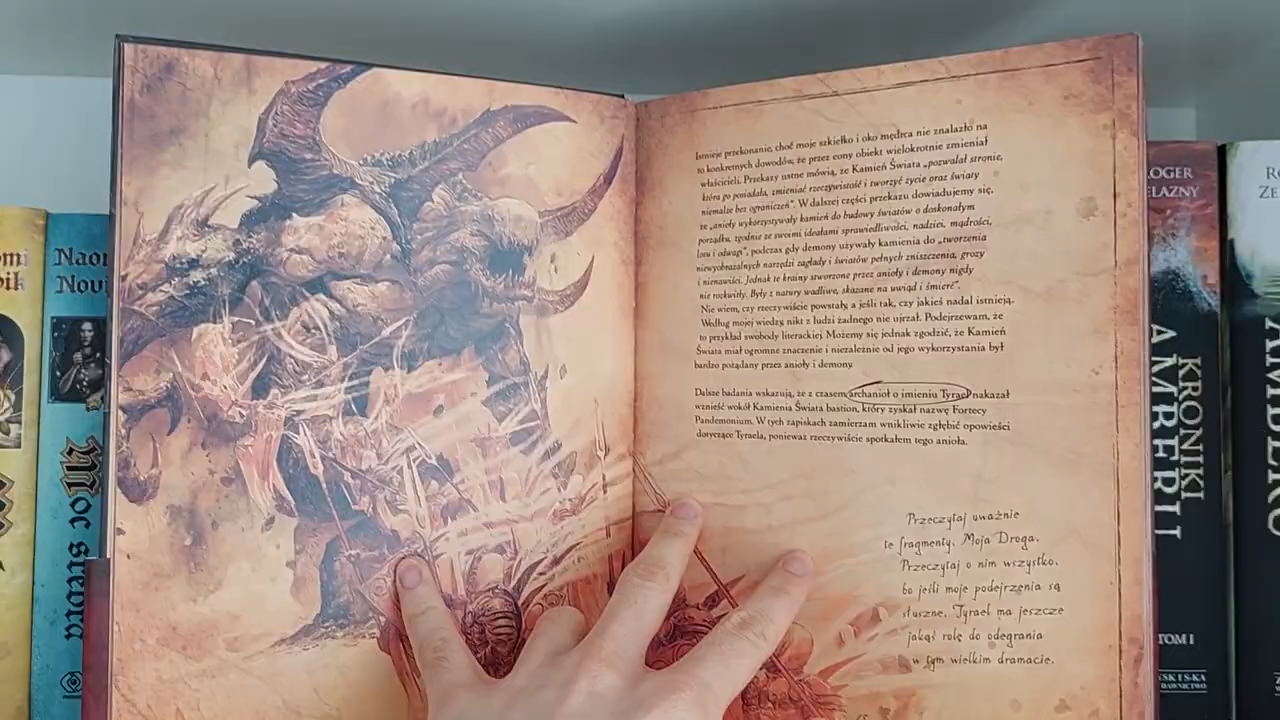 Naomi
Novik
Moc srebra
Istnieje przekonanie, choć moje szkiełko i oko mędrca nie znalazło na
to konkretnych dowodów, że przez eony obiekt wielokrotnie zmieniał
właścicieli. Przekazy ustne mówią, że Kamień Świata „pozwalał stronie,
która go posiadała, zmieniać rzeczywistość i tworzyć życie oraz światy
niemalże bez ograniczeń”. W dalszej części przekazu dowiadujemy się,
że „anioły wykorzystywały kamień do budowy światów o doskonałym
porządku, zgodnie ze swoimi ideałami sprawiedliwości, nadziei, mądrości,
losu i odwagi”, podczas gdy demony używały kamienia do „tworzenia
niewyobrażalnych narzędzi zagłady i światów pełnych zniszczenia, grozy
i nienawiści. Jednak te krainy stworzone przez anioły i demony nigdy
nie rozkwitły. Były z natury wadliwe, skazane na uwiąd i śmierć”.
Nie wiem, czy rzeczywiście powstały, a jeśli tak, czy jakieś nadal istnieją.
Według mojej wiedzy, nikt z ludzi żadnego nie ujrzał. Podejrzewam, że
to przykład swobody literackiej. Możemy się jednak zgodzić, że Kamień
Świata miał ogromne znaczenie i niezależnie od jego wykorzystania był
bardzo pożądany przez anioły i demony.
Dalsze badania wskazują, że z czasem archanioł o imieniu Tyrael nakazał
wznieść wokół Kamienia Świata bastion, który zyskał nazwę Fortecy
Pandemonium. W tych zapiskach zamierzam wnikliwie zgłębić opowieści
dotyczące Tyraela, ponieważ rzeczywiście spotkałem tego anioła.
Przeczytaj uważnie
te fragmenty, Moja Droga.
Przeczytaj o nim wszystko,
bo jeśli moje podejrzenia są
słuszne, Tyrael ma jeszcze
jakąś rolę do odegrania
w tym wielkim dramacie.
ROGER
ZELAZNY
KRONIKI
AMBERU
TOM I